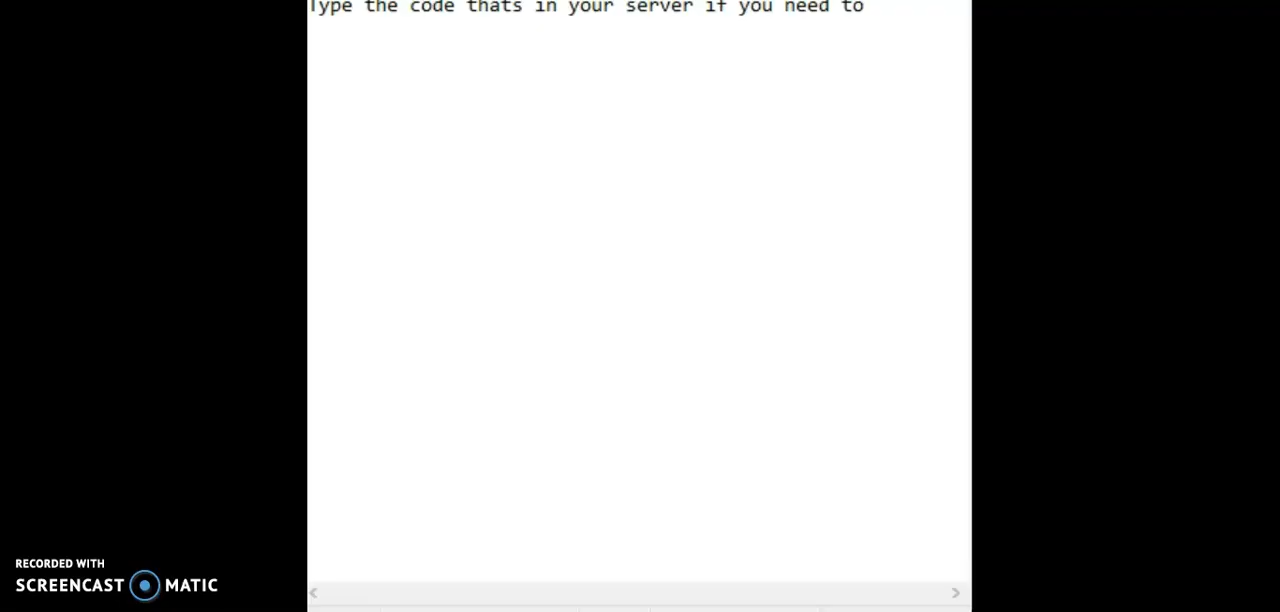 Type the code thats in your server if you need to
RECORDED WITH
SCREENCAST MATIC